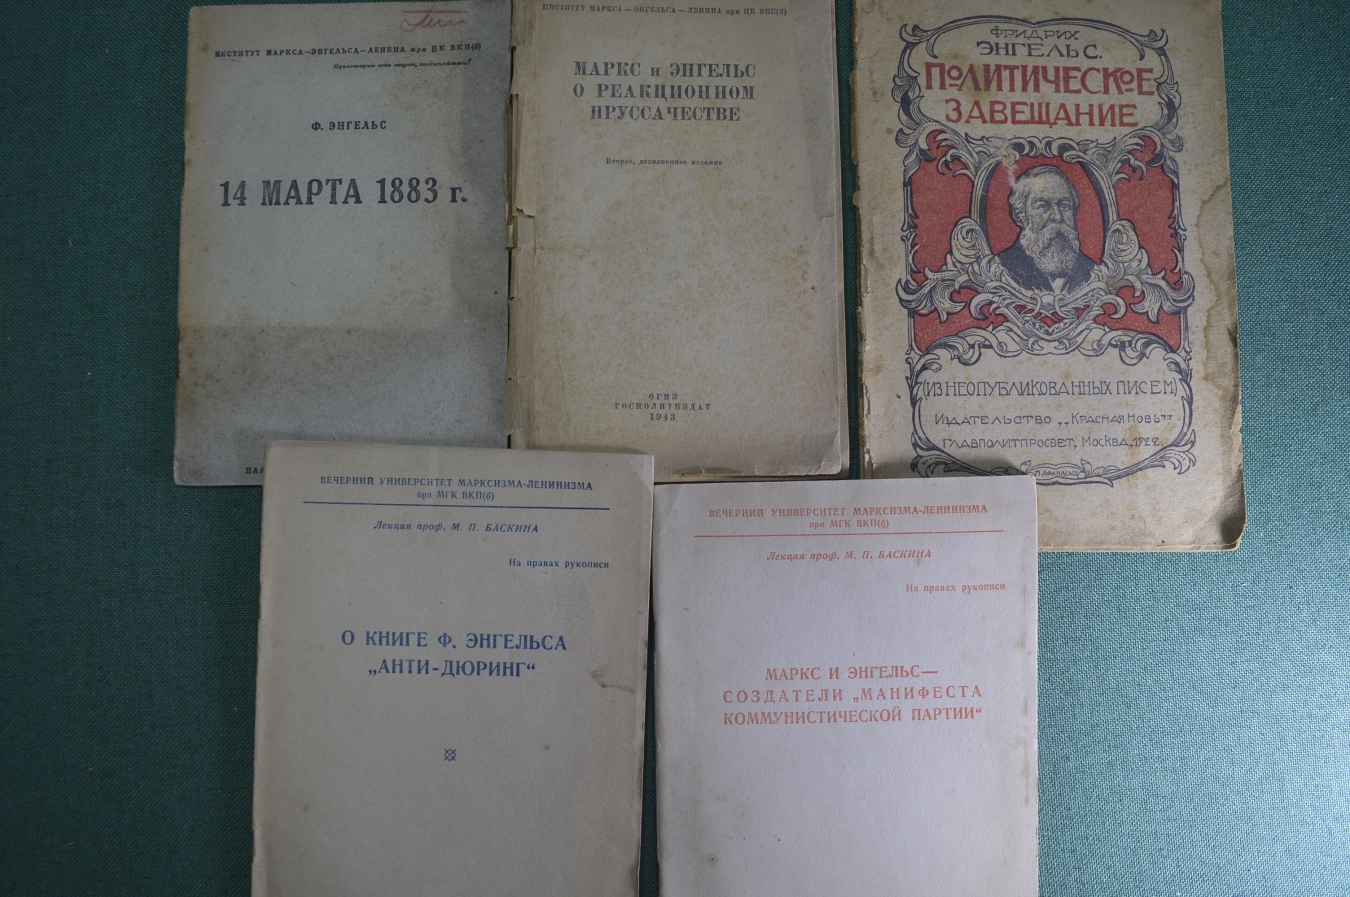 ИНСТИТУТ МАРКСА—ЭНГЕЛЬСА—ЛЕНИНА при ЦК ВКП(б)
Пролетарии всех стран, соединяйтесь!
Ф. ЭНГЕЛЬС
14 МАРТА 1883 г.
ИНСТИТУТ МАРКСА—ЭНГЕЛЬСА—ЛЕНИНА при ЦК ВКП(б)
МАРКС и ЭНГЕЛЬС
О РЕАКЦИОННОМ
ПРУССАЧЕСТВЕ
Второе, дополненное издание
ОГИЗ
ГОСПОЛИТИЗДАТ
1943
ФРИДРИХ
ЭНГЕЛЬС.
ПОЛИТИЧЕСКОЕ
ЗАВЕЩАНИЕ
(ИЗ НЕОПУБЛИКОВАННЫХ ПИСЕМ)
ИЗДАТЕЛЬСТВО „КРАСНАЯ НОВЬ"
ГЛАВПОЛИТПРОСВЕТ, МОСКВА, 1922.
ВЕЧЕРНИЙ УНИВЕРСИТЕТ МАРКСИЗМА-ЛЕНИНИЗМА
при МГК ВКП(б)
Лекция проф. М. П. БАСКИНА
На правах рукописи
О КНИГЕ Ф. ЭНГЕЛЬСА
„АНТИ-ДЮРИНГ“
ВЕЧЕРНИЙ УНИВЕРСИТЕТ МАРКСИЗМА-ЛЕНИНИЗМА
при МГК ВКП(б)
Лекция проф. М. П. БАСКИНА
На правах рукописи
МАРКС И ЭНГЕЛЬС—
СОЗДАТЕЛИ „МАНИФЕСТА
КОММУНИСТИЧЕСКОЙ ПАРТИИ“